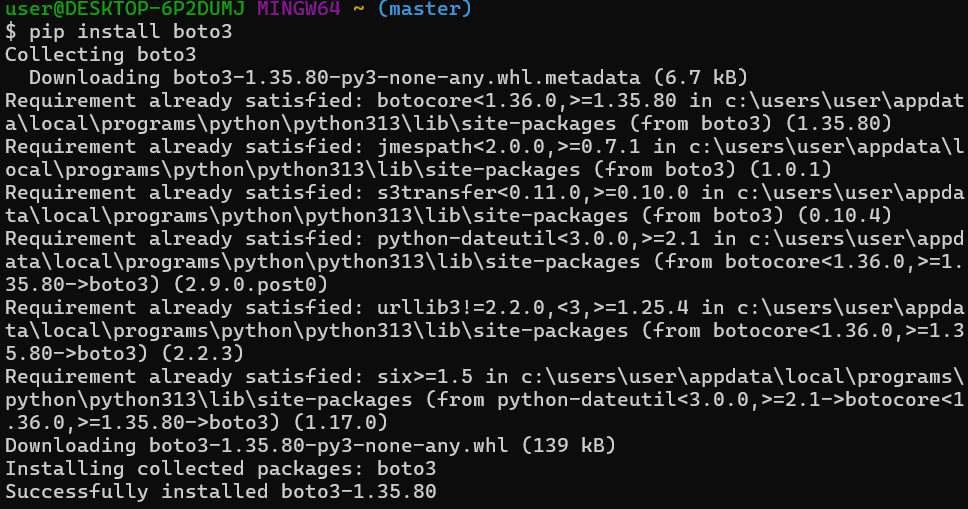 user@DESKTOP-6P2DUMJ MINGW64 ~ (master)
$ pip install boto3
Collecting boto3
  Downloading boto3-1.35.80-py3-none-any.whl.metadata (6.7 kB)
Requirement already satisfied: botocore<1.36.0,>=1.35.80 in c:\users\user\appdat
a\local\programs\python\python313\lib\site-packages (from boto3) (1.35.80)
Requirement already satisfied: jmespath<2.0.0,>=0.7.1 in c:\users\user\appdata\l
ocal\programs\python\python313\lib\site-packages (from boto3) (1.0.1)
Requirement already satisfied: s3transfer<0.11.0,>=0.10.0 in c:\users\user\appda
ta\local\programs\python\python313\lib\site-packages (from boto3) (0.10.4)
Requirement already satisfied: python-dateutil<3.0.0,>=2.1 in c:\users\user\appd
ata\local\programs\python\python313\lib\site-packages (from botocore<1.36.0,>=1.
35.80->boto3) (2.9.0.post0)
Requirement already satisfied: urllib3!=2.2.0,<3,>=1.25.4 in c:\users\user\appda
ta\local\programs\python\python313\lib\site-packages (from botocore<1.36.0,>=1.3
5.80->boto3) (2.2.3)
Requirement already satisfied: six>=1.5 in c:\users\user\appdata\local\programs\
python\python313\lib\site-packages (from python-dateutil<3.0.0,>=2.1->botocore<1
.36.0,>=1.35.80->boto3) (1.17.0)
Downloading boto3-1.35.80-py3-none-any.whl (139 kB)
Installing collected packages: boto3
Successfully installed boto3-1.35.80